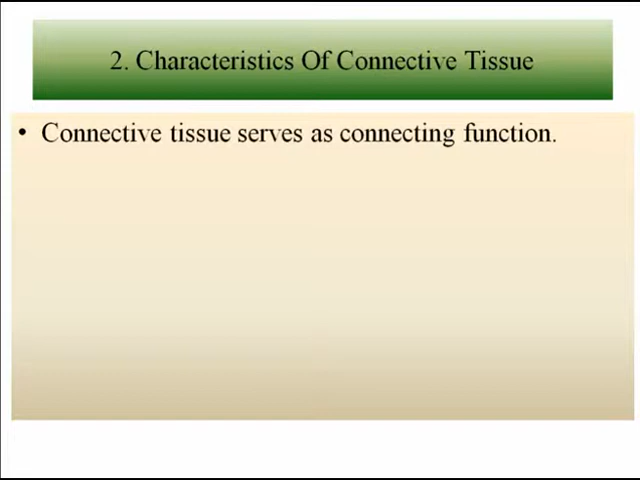 2. Characteristics Of Connective Tissue
• Connective tissue serves as connecting function.